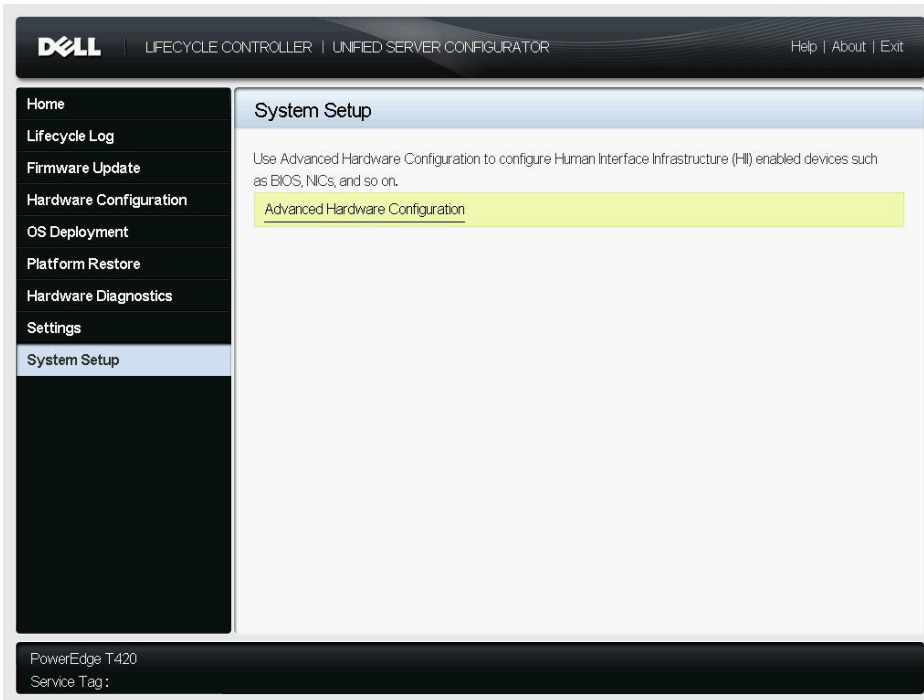 DELL LIFECYCLE CONTROLLER | UNIFIED SERVER CONFIGURATOR Help | About | Exit
Home
Lifecycle Log
Firmware Update
Hardware Configuration
OS Deployment
Platform Restore
Hardware Diagnostics
Settings
System Setup
System Setup
Use Advanced Hardware Configuration to configure Human Interface Infrastructure (HII) enabled devices such
as BIOS, NICs, and so on.
Advanced Hardware Configuration
PowerEdge T420
Service Tag :